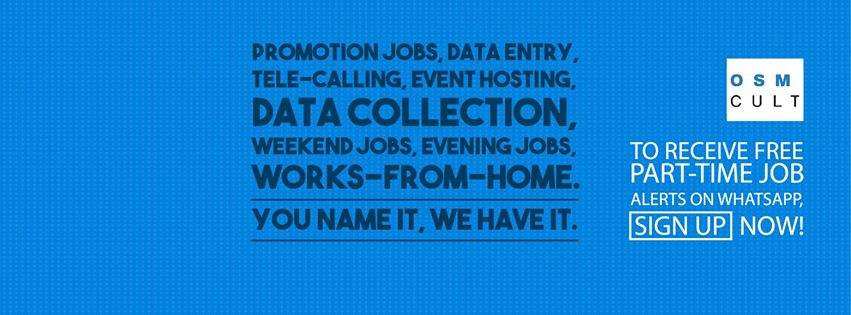 PROMOTION JOBS, DATA ENTRY,
TELE-CALLING, EVENT HOSTING,
DATA COLLECTION,
WEEKEND JOBS, EVENING JOBS,
WORKS-FROM-HOME.
YOU NAME IT, WE HAVE IT.
OSM
CULT
TO RECEIVE FREE
PART-TIME JOB
ALERTS ON WHATSAPP,
SIGN UP NOW!